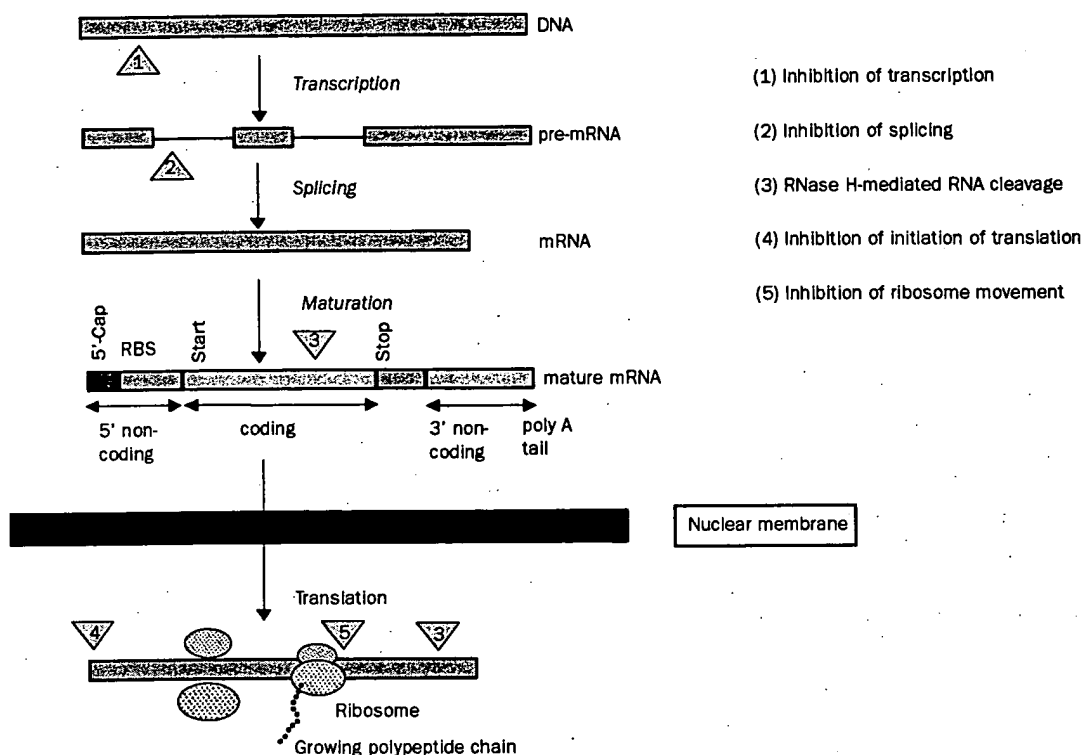 DNA
1
Transcription
(1) Inhibition of transcription
pre-mRNA
(2) Inhibition of splicing
2
Splicing
(3) RNase H-mediated RNA cleavage
mRNA
(4) Inhibition of initiation of translation
(5) Inhibition of ribosome movement
Maturation
5'-Cap
RBS
Start
3
Stop
mature mRNA
5' non-
coding
coding
3' non-
coding
poly A
tail
Nuclear membrane
Translation
4
5
3
Ribosome
Growing polypeptide chain